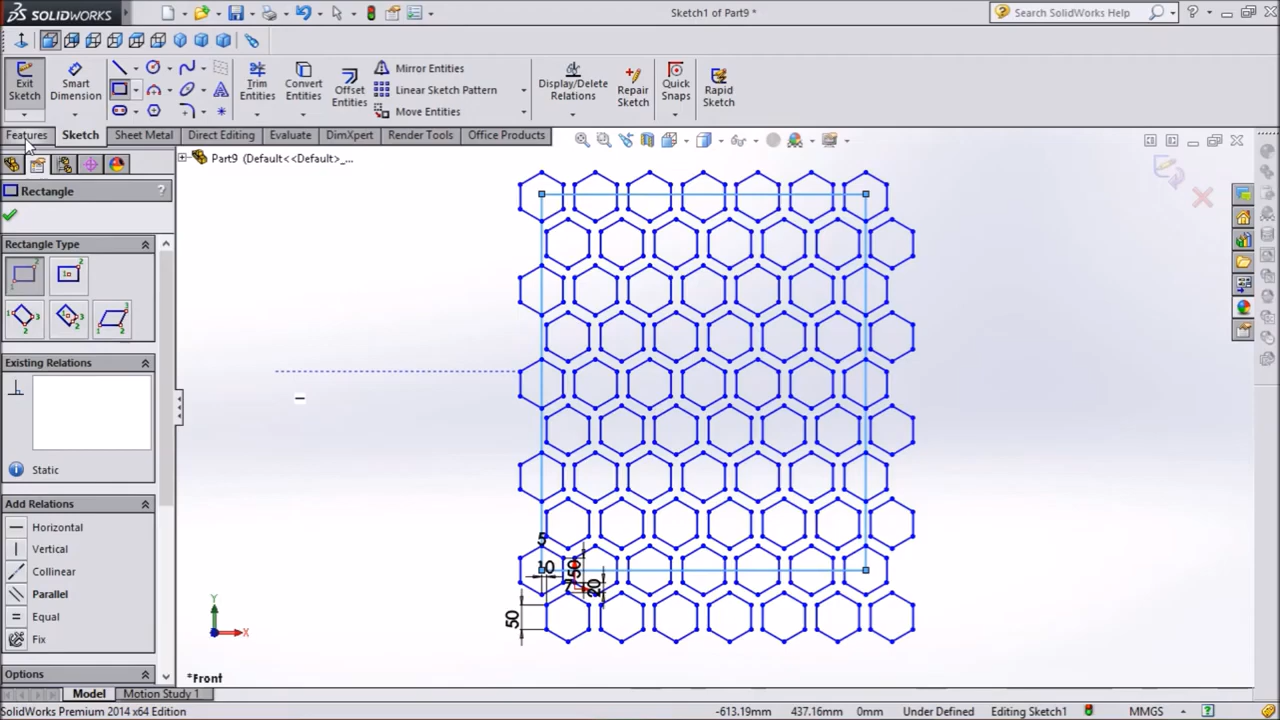 SOLIDWORKS
Sketch1 of Part9 *
Search SolidWorks Help
Exit Sketch
Smart Dimension
Trim Entities
Convert Entities
Offset Entities
Mirror Entities
Linear Sketch Pattern
Move Entities
Display/Delete Relations
Repair Sketch
Quick Snaps
Rapid Sketch
Features
Sketch
Sheet Metal
Direct Editing
Evaluate
DimXpert
Render Tools
Office Products
Part9 (Default<<Default>_...
Rectangle
?
Rectangle Type
Existing Relations
Static
Add Relations
Horizontal
Vertical
Collinear
Parallel
Equal
Fix
Options
5
10
50
20
50
Y
X
*Front
Model
Motion Study 1
SolidWorks Premium 2014 x64 Edition
-613.19mm
437.16mm
0mm
Under Defined
Editing Sketch1
MMGS